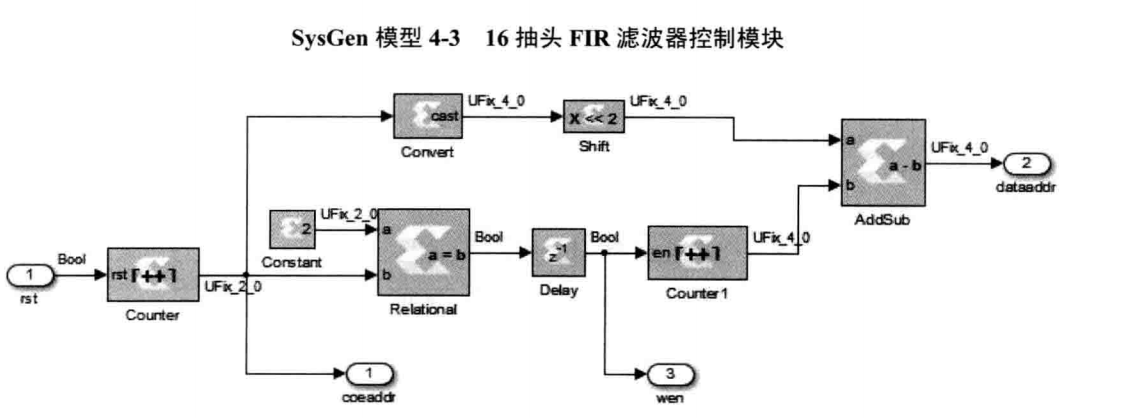 SysGen 模型 4-3 16 抽头 FIR 滤波器控制模块
UFix_4_0
UFix_4_0
cast
X << 2
Convert
Shift
a
UFix_4_0
a - b
2
dataaddr
b
AddSub
UFix_2_0
2
a
Constant
Bool
Bool
a = b
z⁻¹
en ++
UFix_4_0
Bool
1
rst
rst ++
UFix_2_0
b
Counter
Relational
Delay
Counter1
1
coeaddr
3
wen